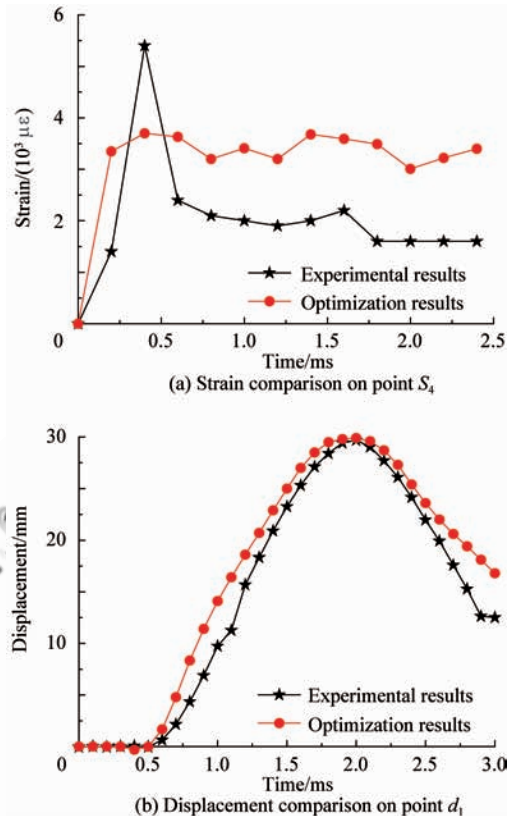 6
4
2
0
Strain/(10³ με)
Experimental results
Optimization results
0.5 1.0 1.5 2.0 2.5
Time/ms
(a) Strain comparison on point S₄
30
20
10
0
Displacement/mm
Experimental results
Optimization results
0.5 1.0 1.5 2.0 2.5 3.0
Time/ms
(b) Displacement comparison on point d₁